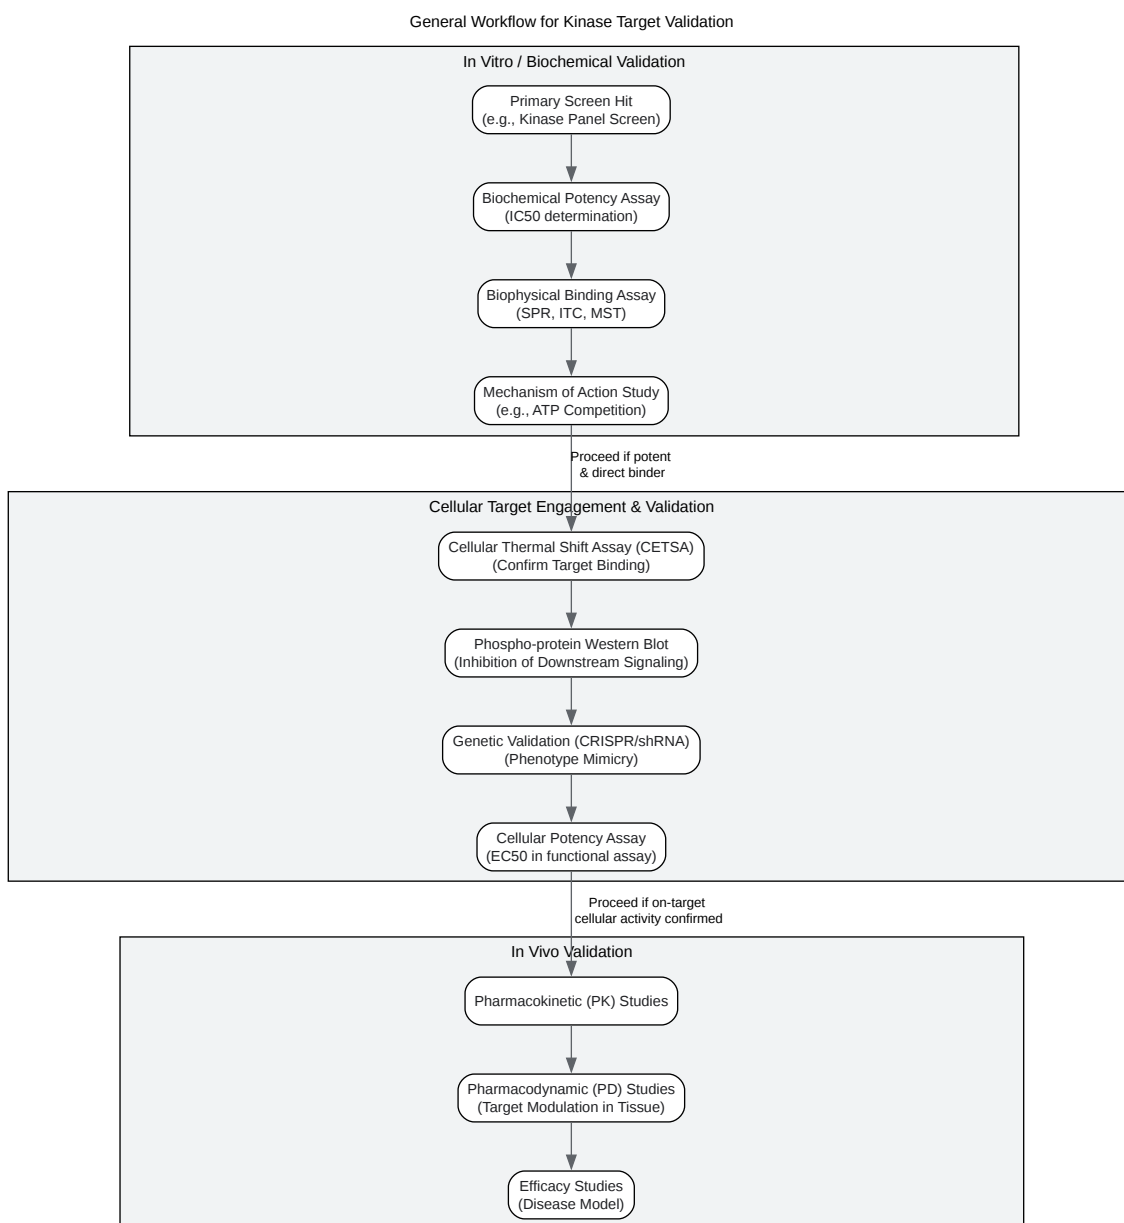 General Workflow for Kinase Target Validation
In Vitro / Biochemical Validation
Primary Screen Hit
(e.g., Kinase Panel Screen)
Biochemical Potency Assay
(IC50 determination)
Biophysical Binding Assay
(SPR, ITC, MST)
Mechanism of Action Study
(e.g., ATP Competition)
Proceed if potent
& direct binder
Cellular Target Engagement & Validation
Cellular Thermal Shift Assay (CETSA)
(Confirm Target Binding)
Phospho-protein Western Blot
(Inhibition of Downstream Signaling)
Genetic Validation (CRISPR/shRNA)
(Phenotype Mimicry)
Cellular Potency Assay
(EC50 in functional assay)
Proceed if on-target
cellular activity confirmed
In Vivo Validation
Pharmacokinetic (PK) Studies
Pharmacodynamic (PD) Studies
(Target Modulation in Tissue)
Efficacy Studies
(Disease Model)